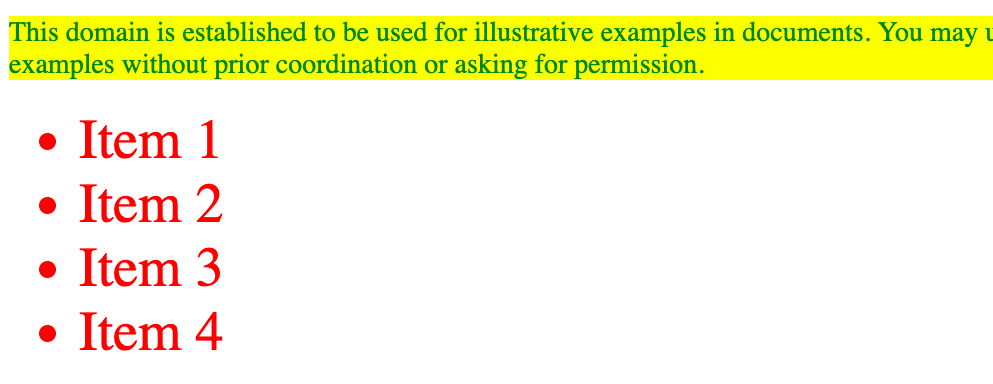 This domain is established to be used for illustrative examples in documents. You may
examples without prior coordination or asking for permission.
Item 1
Item 2
Item 3
Item 4